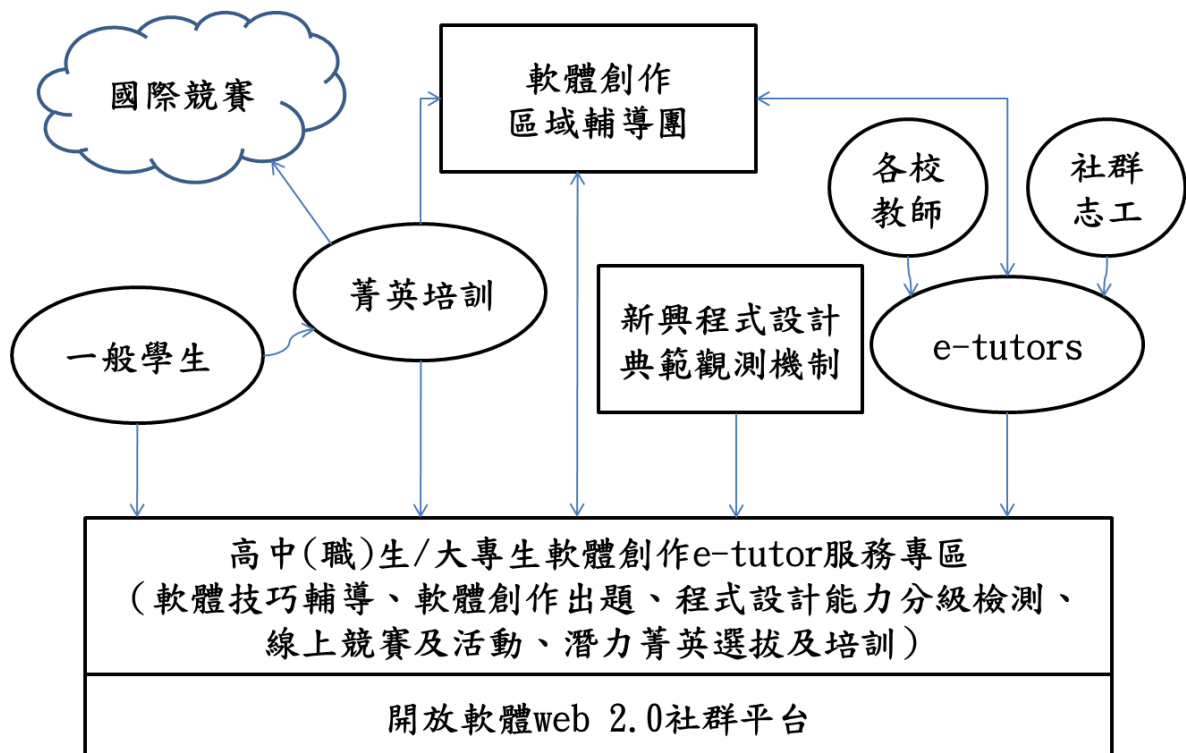 國際競賽
軟體創作
區域輔導團
各校
教師
社群
志工
菁英培訓
一般學生
新興程式設計
典範觀測機制
e-tutors
高中(職)生/大專生軟體創作e-tutor服務專區
（軟體技巧輔導、軟體創作出題、程式設計能力分級檢測、
線上競賽及活動、潛力菁英選拔及培訓）
開放軟體web 2.0社群平台